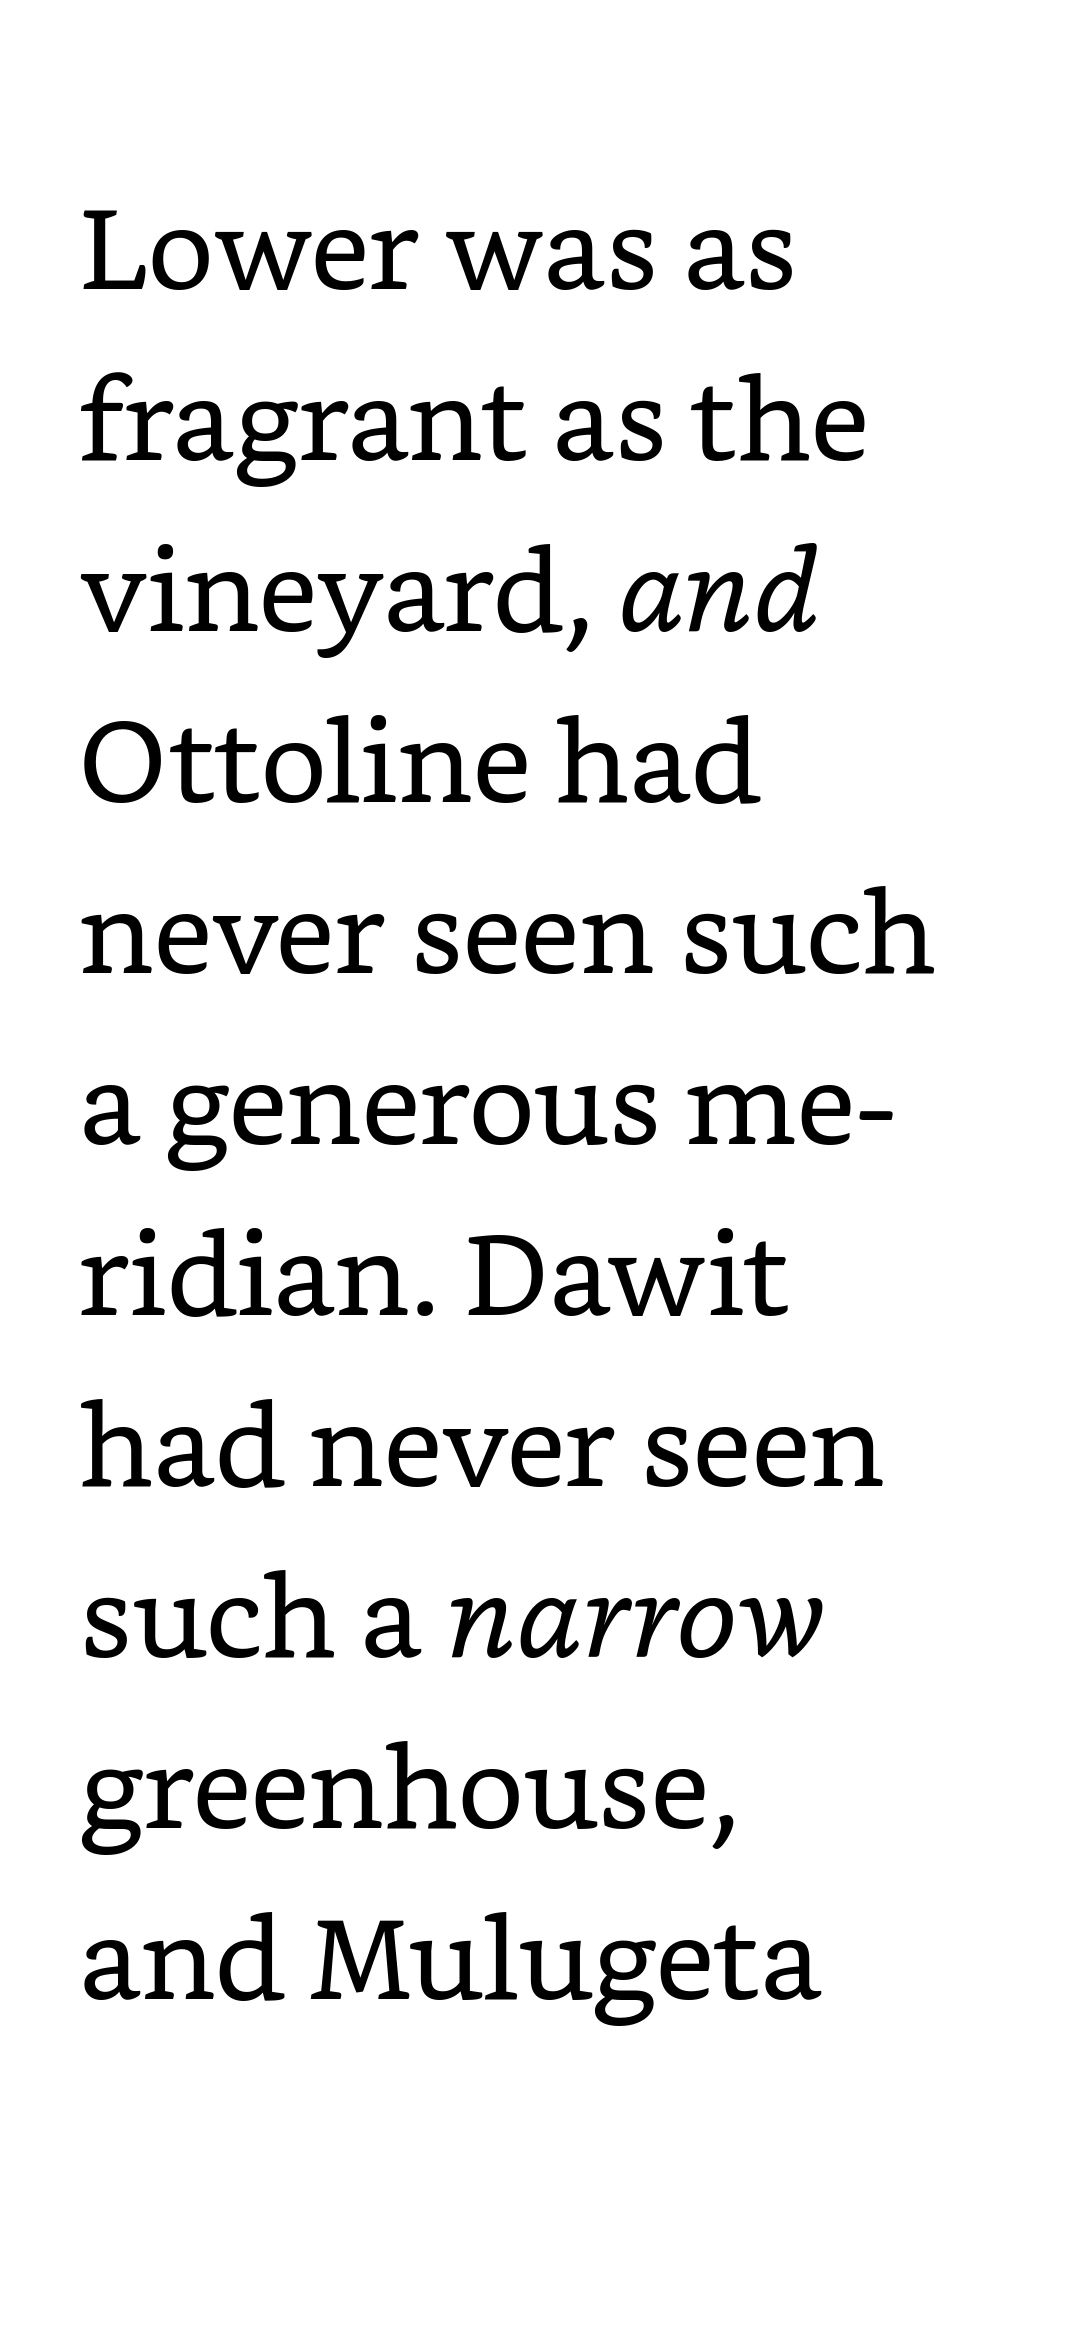 Lower was as
fragrant as the
vineyard, and
Ottoline had
never seen such
a generous me-
ridian. Dawit
had never seen
such a narrow
greenhouse,
and Mulugeta